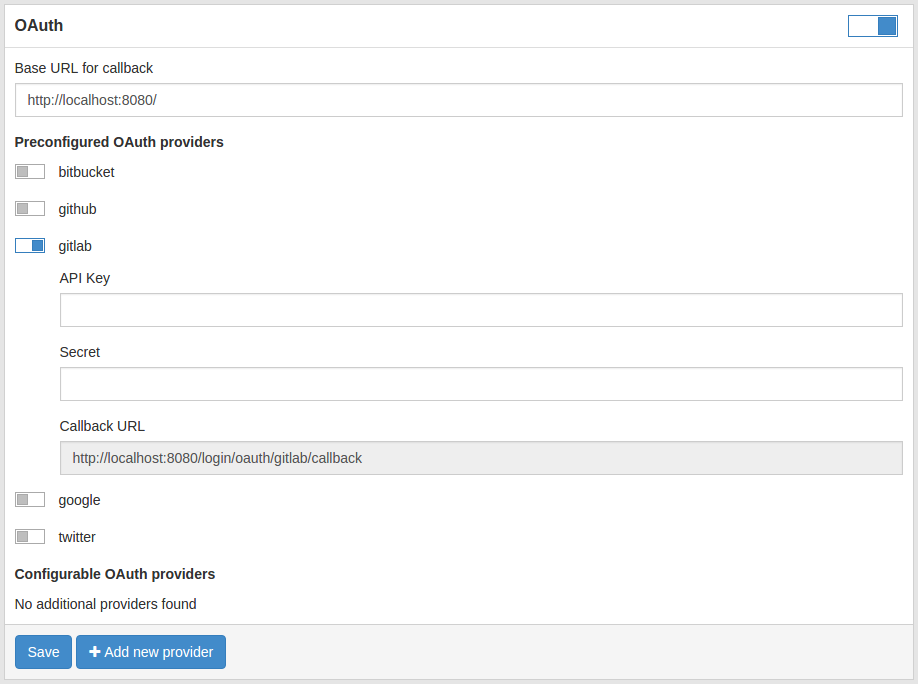 OAuth
Base URL for callback
http://localhost:8080/
Preconfigured OAuth providers
bitbucket
github
gitlab
API Key
Secret
Callback URL
http://localhost:8080/login/oauth/gitlab/callback
google
twitter
Configurable OAuth providers
No additional providers found
Save
Add new provider